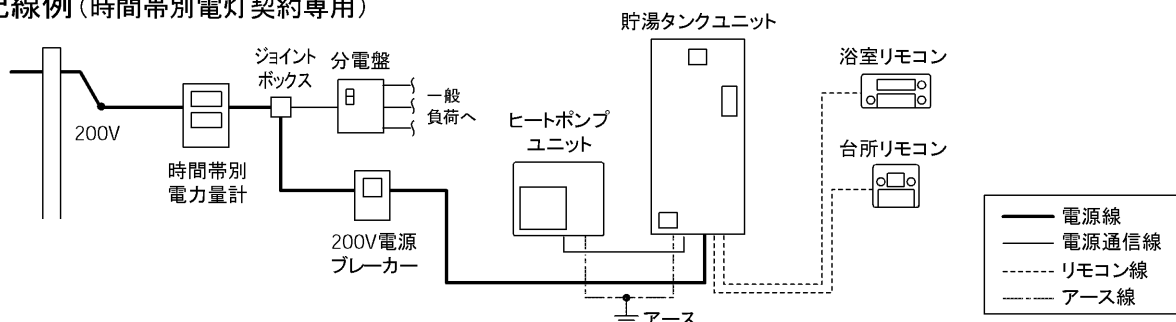 配線例(時間帯別電灯契約専用)
貯湯タンクユニット
ジョイント
ボックス
分電盤
浴室リモコン
一般
負荷へ
ヒートポンプ
ユニット
200V
台所リモコン
時間帯別
電力量計
200V電源
ブレーカー
電源線
電源通信線
リモコン線
アース線
アース